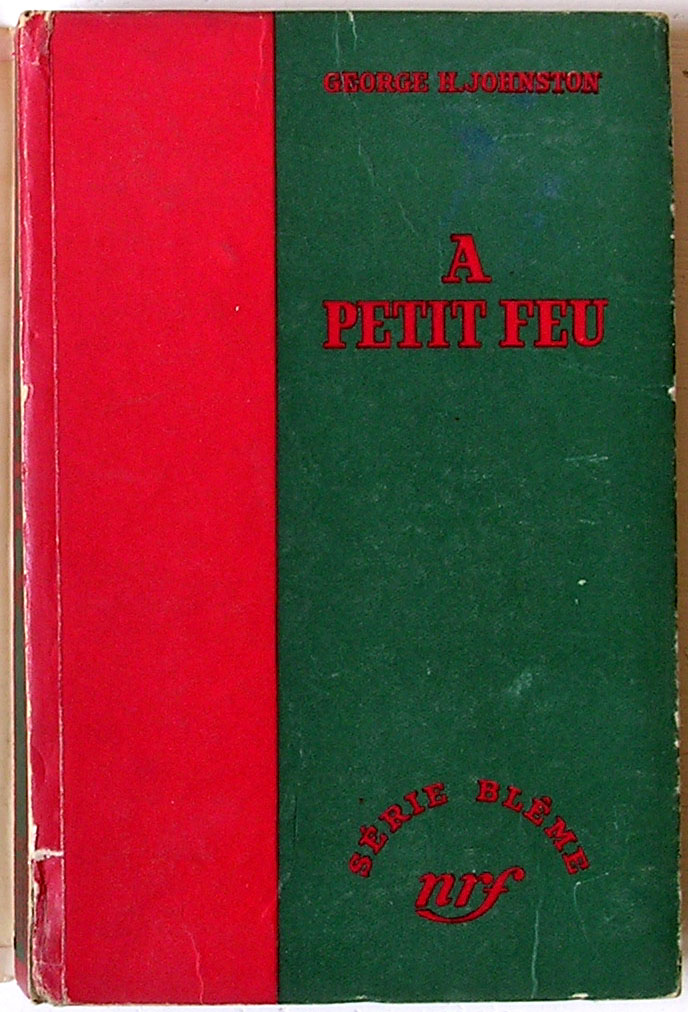 GEORGE H. JOHNSTON
A
PETIT FEU
SÉRIE BLÊME
nrf